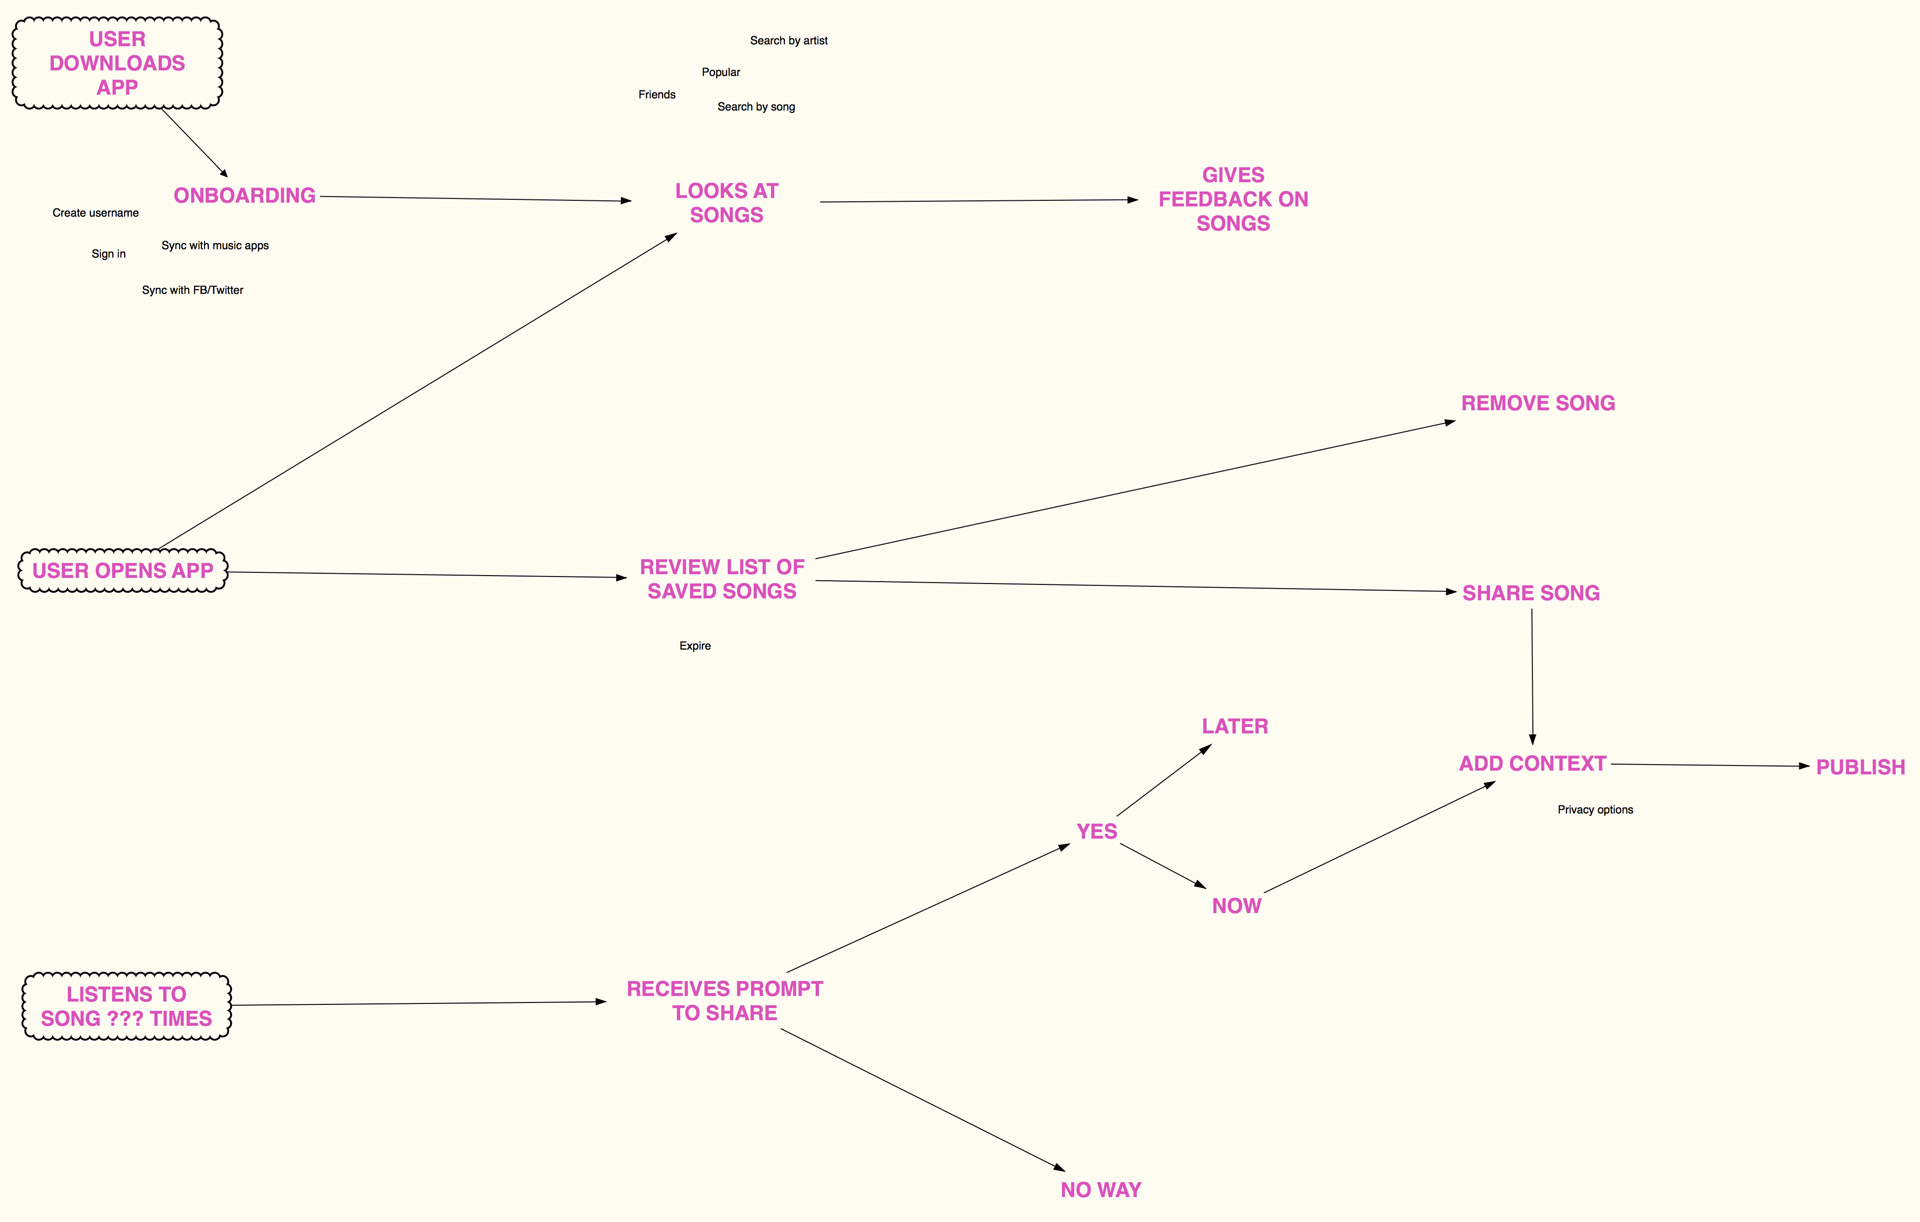 USER
DOWNLOADS
APP
Search by artist
Popular
Friends
Search by song
ONBOARDING
Create username
Sync with music apps
Sign in
Sync with FB/Twitter
LOOKS AT
SONGS
GIVES
FEEDBACK ON
SONGS
REMOVE SONG
USER OPENS APP
REVIEW LIST OF
SAVED SONGS
Expire
SHARE SONG
LATER
ADD CONTEXT
PUBLISH
Privacy options
YES
NOW
LISTENS TO
SONG ??? TIMES
RECEIVES PROMPT
TO SHARE
NO WAY